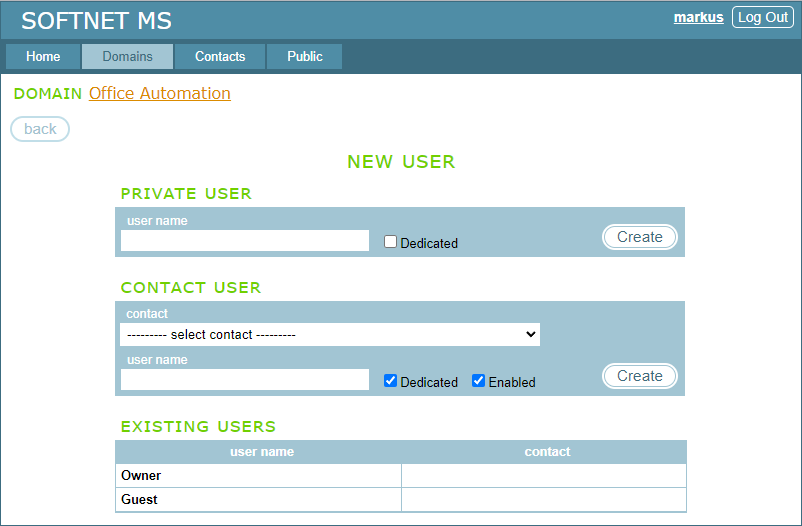 SOFTNET MS
markus Log Out
Home Domains Contacts Public
DOMAIN Office Automation
back
NEW USER
PRIVATE USER
user name
Dedicated Create
CONTACT USER
contact
--------- select contact ---------
user name
Dedicated Enabled Create
EXISTING USERS
user name contact
Owner
Guest